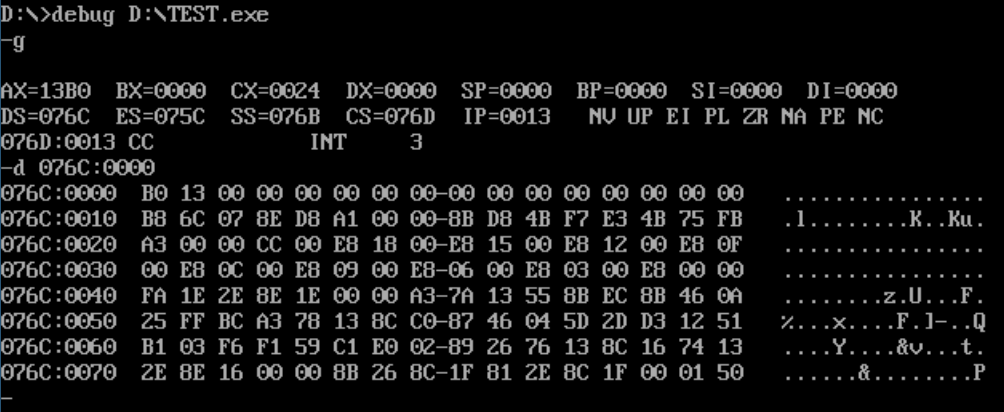 D:\>debug D:\TEST.exe
-g
AX=13B0  BX=0000  CX=0024  DX=0000  SP=0000  BP=0000  SI=0000  DI=0000
DS=076C  ES=075C  SS=076B  CS=076D  IP=0013   NV UP EI PL ZR NA PE NC
076D:0013 CC            INT     3
-d 076C:0000
076C:0000  B0 13 00 00 00 00 00 00-00 00 00 00 00 00 00 00   ................
076C:0010  B8 6C 07 8E D8 A1 00 00-8B D8 4B F7 E3 4B 75 FB   .l........K..Ku.
076C:0020  A3 00 00 CC 00 E8 18 00-E8 15 00 E8 12 00 E8 0F   ................
076C:0030  00 E8 0C 00 E8 09 00 E8-06 00 E8 03 00 E8 00 00   ................
076C:0040  FA 1E 2E 8E 1E 00 00 A3-7A 13 55 8B EC 8B 46 0A   ........z.U...F.
076C:0050  25 FF BC A3 78 13 8C C0-87 46 04 5D 2D D3 12 51   %...x....F.]-..Q
076C:0060  B1 03 F6 F1 59 C1 E0 02-89 26 76 13 8C 16 74 13   ....Y....&v...t.
076C:0070  2E 8E 16 00 00 8B 26 8C-1F 81 2E 8C 1F 00 01 50   ......&........P
-